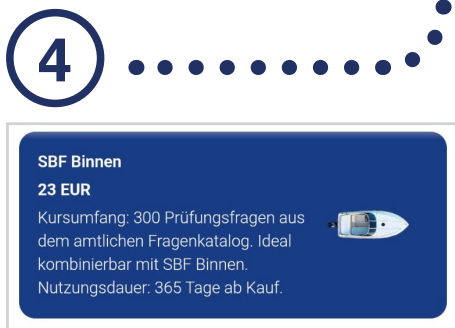 4
SBF Binnen
23 EUR
Kursumfang: 300 Prüfungsfragen aus
dem amtlichen Fragenkatalog. Ideal
kombinierbar mit SBF Binnen.
Nutzungsdauer: 365 Tage ab Kauf.